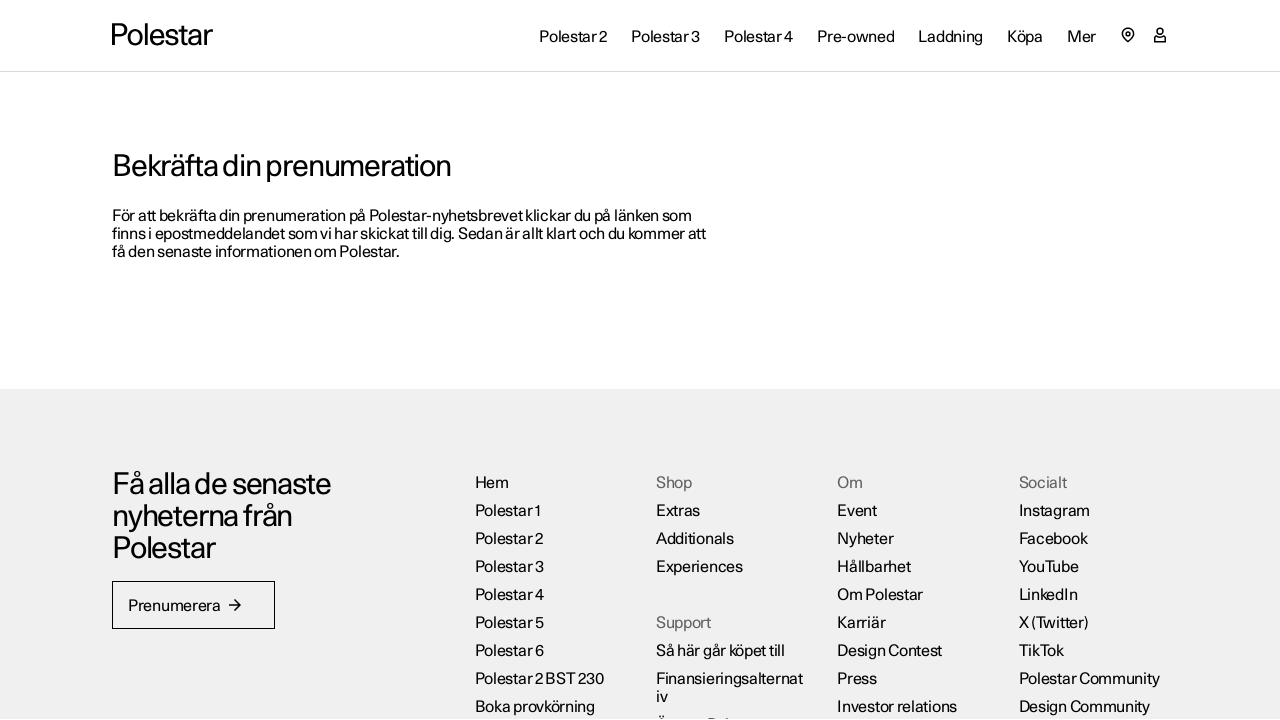 Polestar
Polestar 2 Polestar 3 Polestar 4 Pre-owned Laddning Köpa Mer
Bekräfta din prenumeration
För att bekräfta din prenumeration på Polestar-nyhetsbrevet klickar du på länken som
finns i epostmeddelandet som vi har skickat till dig. Sedan är allt klart och du kommer att
få den senaste informationen om Polestar.
Få alla de senaste
nyheterna från
Polestar
Prenumerera
Hem
Polestar 1
Polestar 2
Polestar 3
Polestar 4
Polestar 5
Polestar 6
Polestar 2 BST 230
Boka provkörning
Shop
Extras
Additionals
Experiences
Support
Så här går köpet till
Finansieringsalternat
iv
Om
Event
Nyheter
Hållbarhet
Om Polestar
Karriär
Design Contest
Press
Investor relations
Socialt
Instagram
Facebook
YouTube
LinkedIn
X (Twitter)
TikTok
Polestar Community
Design Community